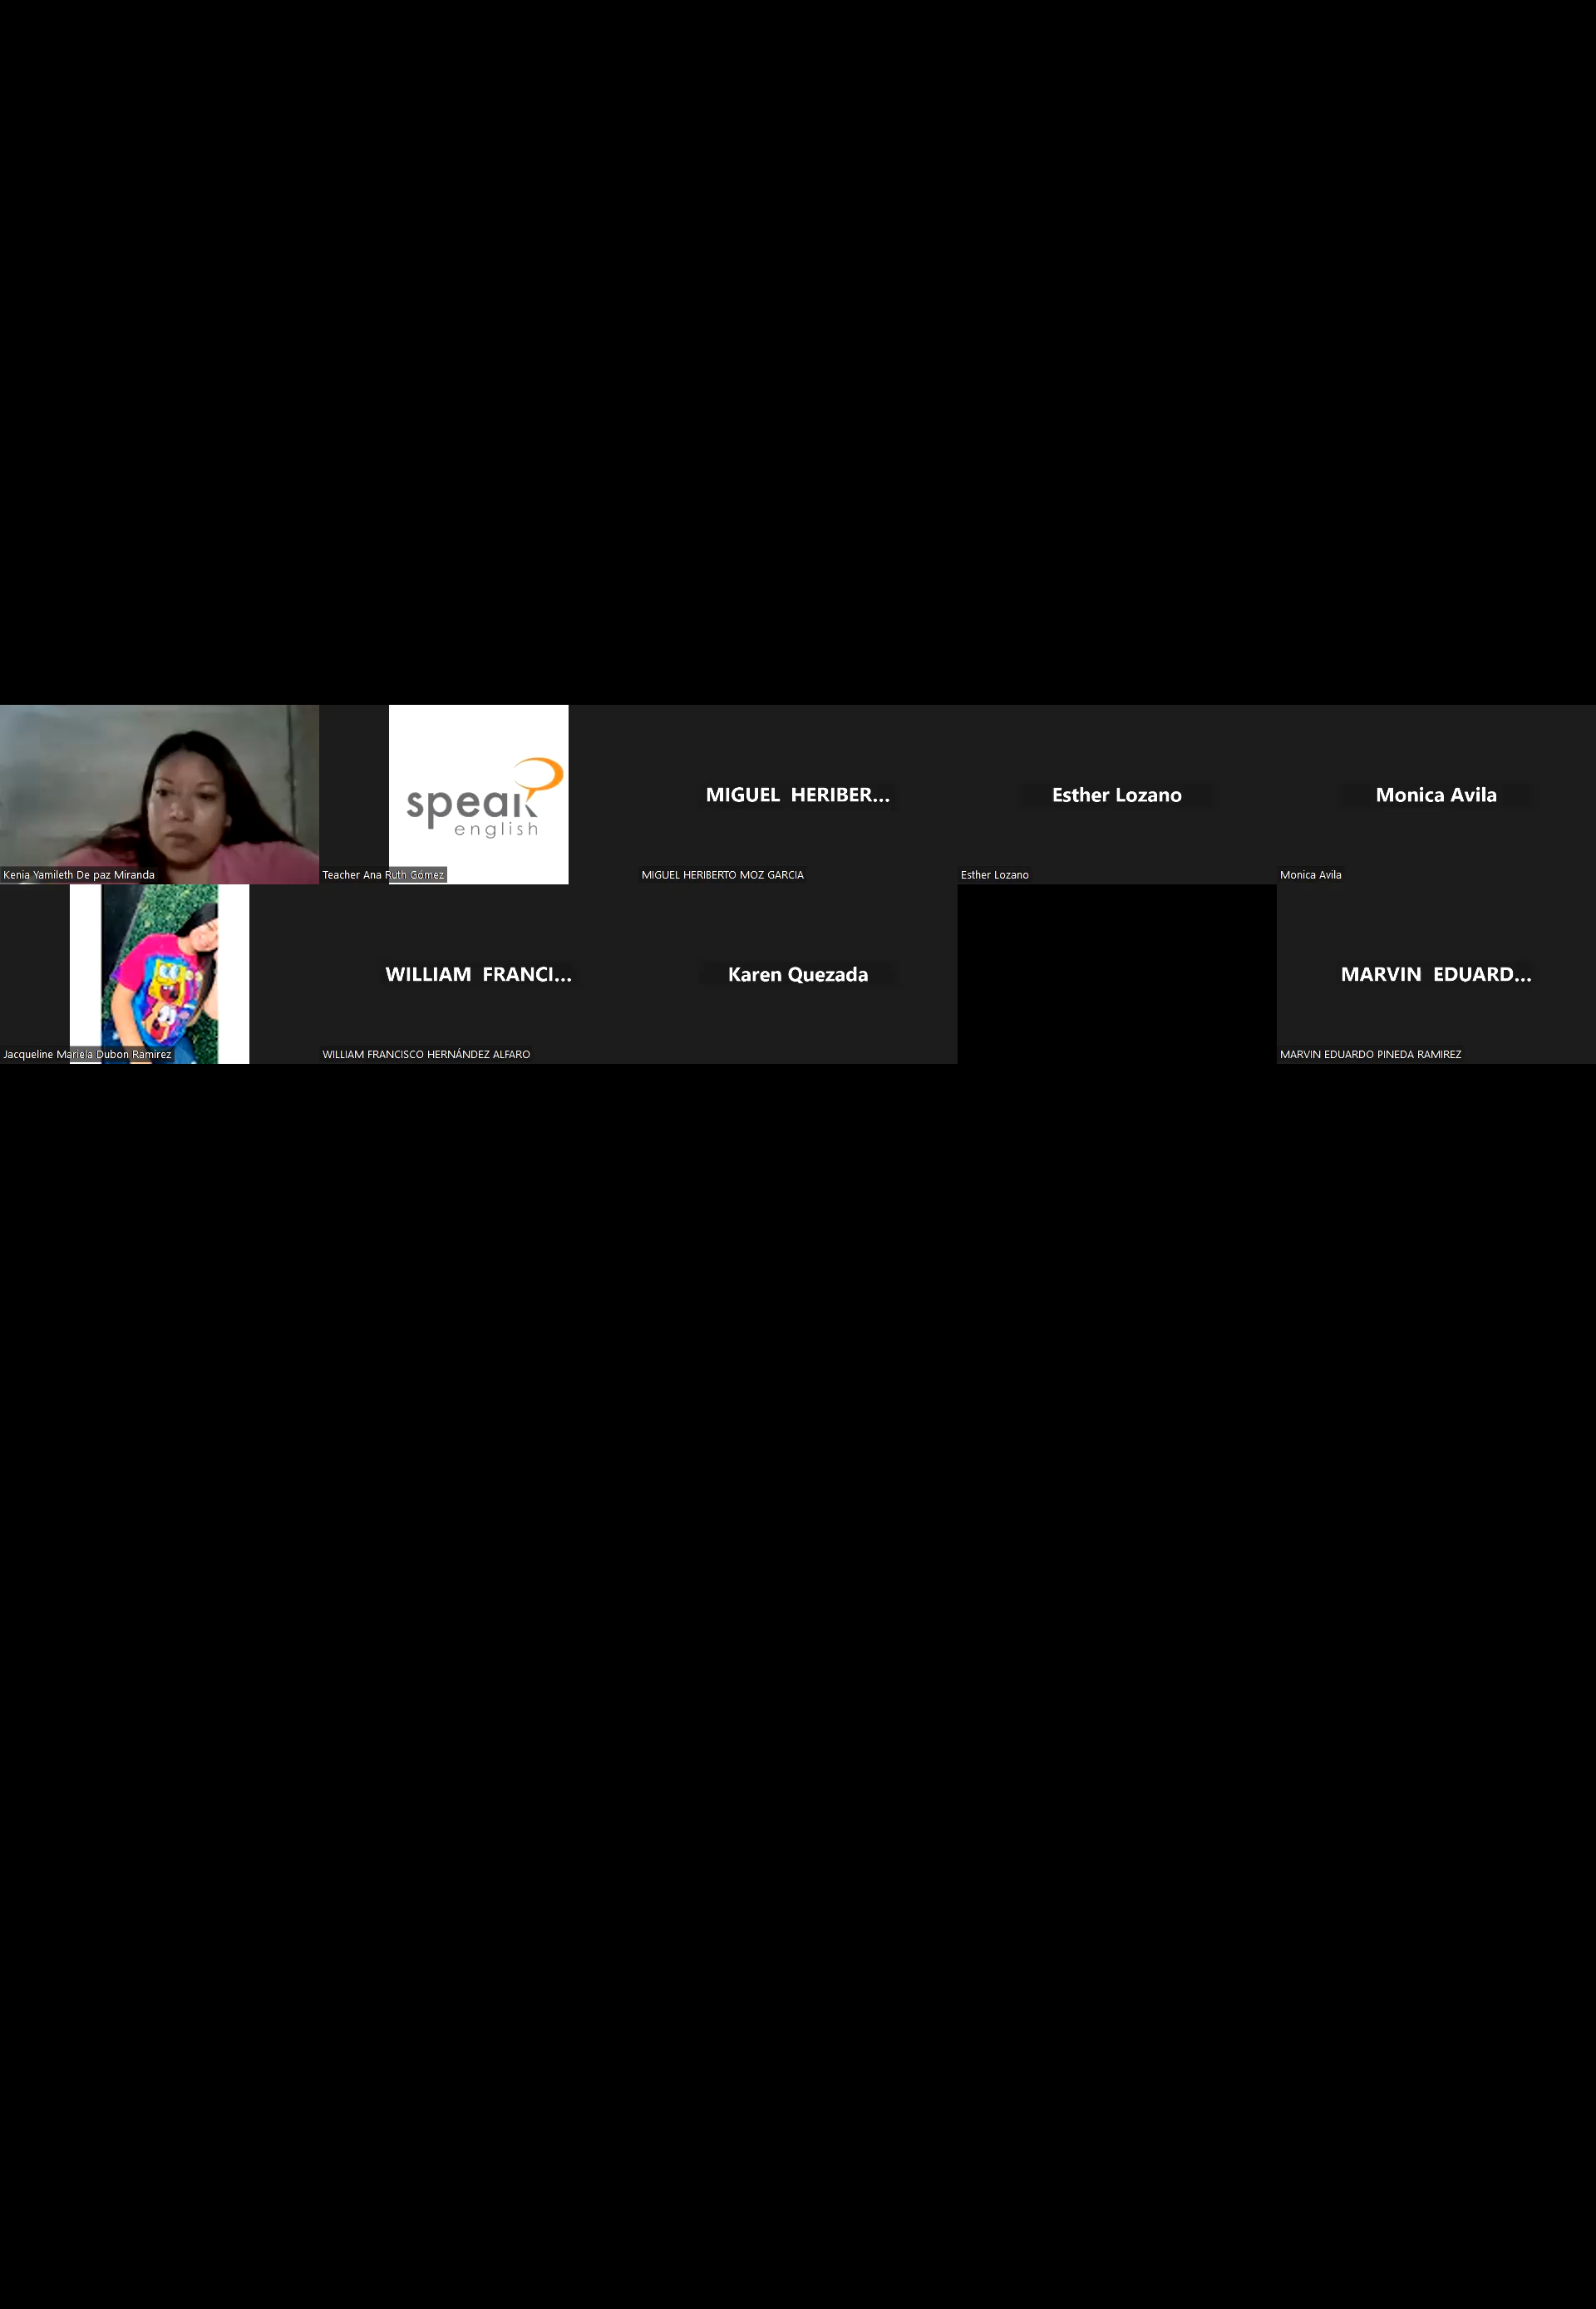 Kenia Yamileth De paz Miranda
speak
english
Teacher Ana Ruth Gómez
MIGUEL HERIBER...
MIGUEL HERIBERTO MOZ GARCIA
Esther Lozano
Esther Lozano
Monica Avila
Monica Avila
Jacqueline Mariela Dubon Ramirez
WILLIAM FRANCI...
WILLIAM FRANCISCO HERNÁNDEZ ALFARO
Karen Quezada
MARVIN EDUARD...
MARVIN EDUARDO PINEDA RAMIREZ